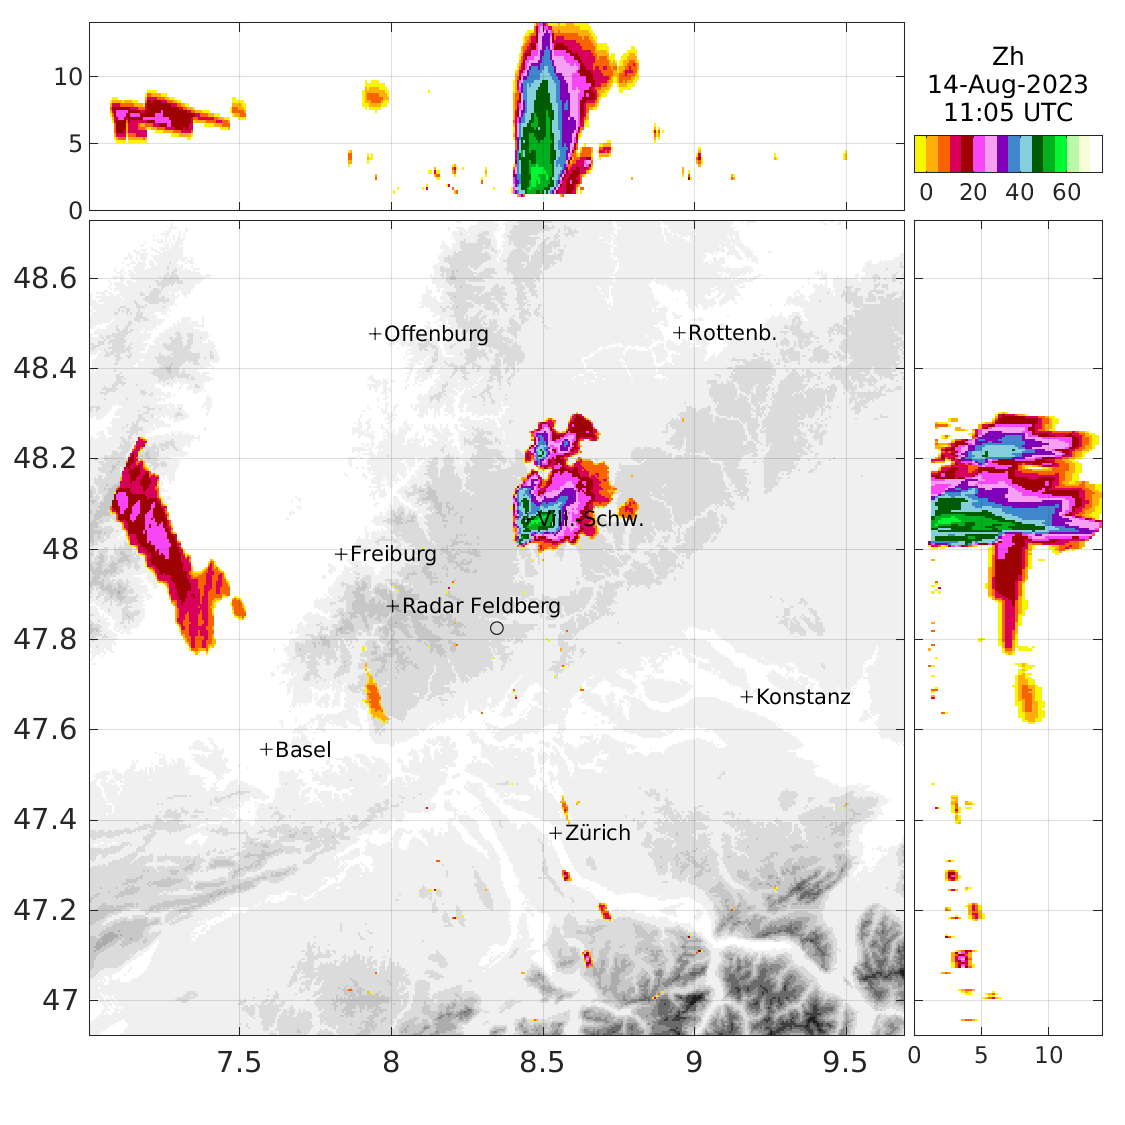 10
5
0
Zh
14-Aug-2023
11:05 UTC
0 20 40 60
48.6
48.4
48.2
48
47.8
47.6
47.4
47.2
47
+Offenburg
+Rottenb.
+Vill.-Schw.
+Freiburg
+Radar Feldberg
+Konstanz
+Basel
+Zürich
7.5 8 8.5 9 9.5
0 5 10